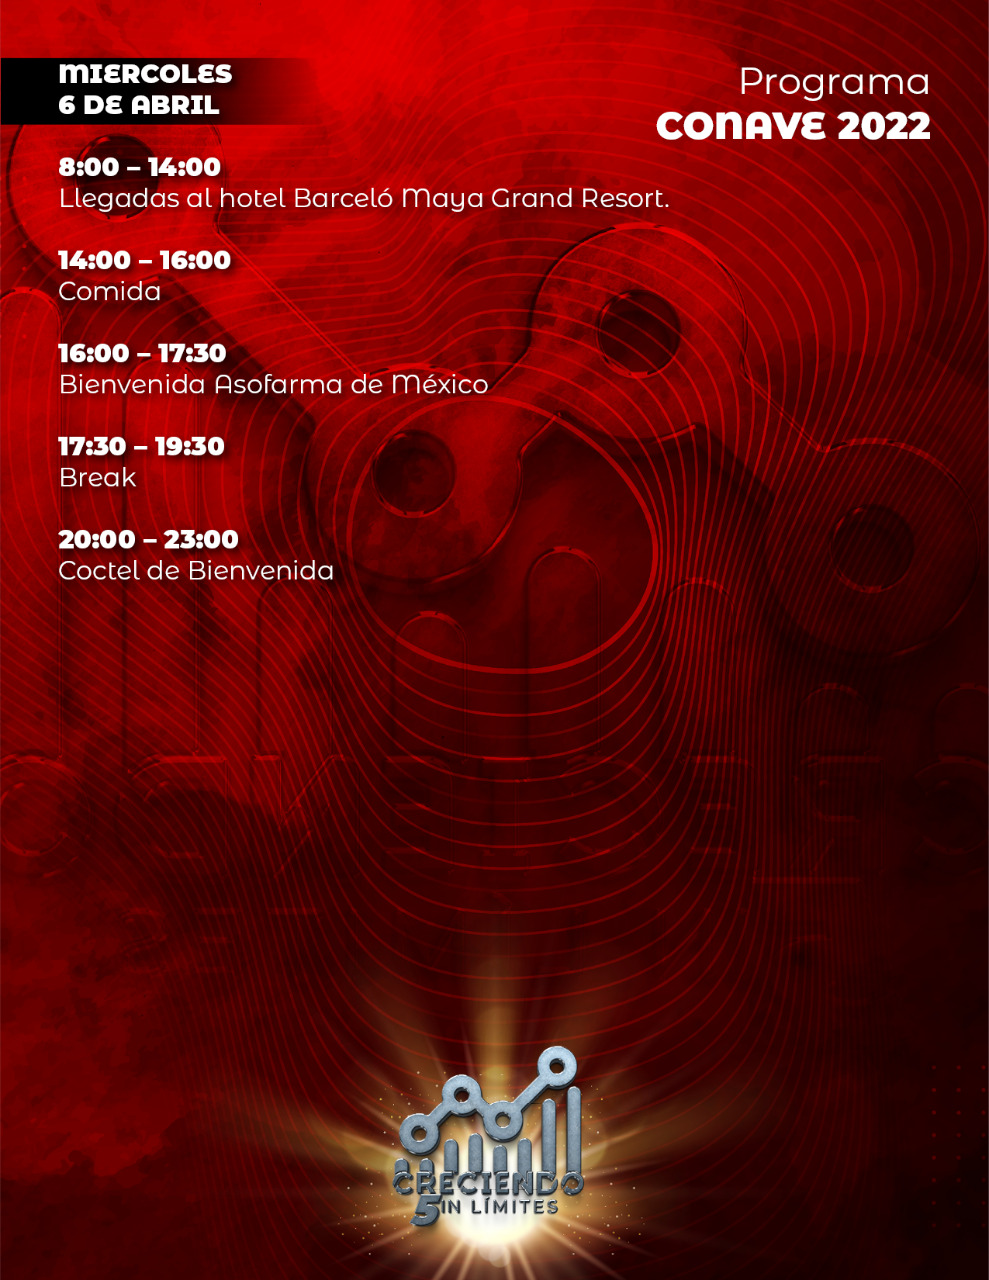 MIERCOLES
6 DE ABRIL
Programa
CONAVE 2022
8:00 – 14:00
Llegadas al hotel Barceló Maya Grand Resort.
14:00 – 16:00
Comida
16:00 – 17:30
Bienvenida Asofarma de México
17:30 – 19:30
Break
20:00 – 23:00
Coctel de Bienvenida
CRECIENDO
5IN LÍMITES